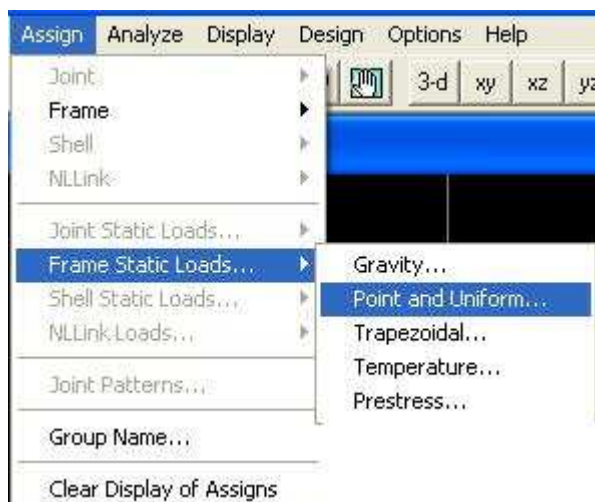 Assign Analyze Display Design Options Help
Joint
3-d xy xz yz
Frame
Shell
NLLink
Joint Static Loads...
Frame Static Loads...
Gravity...
Shell Static Loads...
Point and Uniform...
NLLink Loads...
Trapezoidal...
Temperature...
Joint Patterns...
Prestress...
Group Name...
Clear Display of Assigns